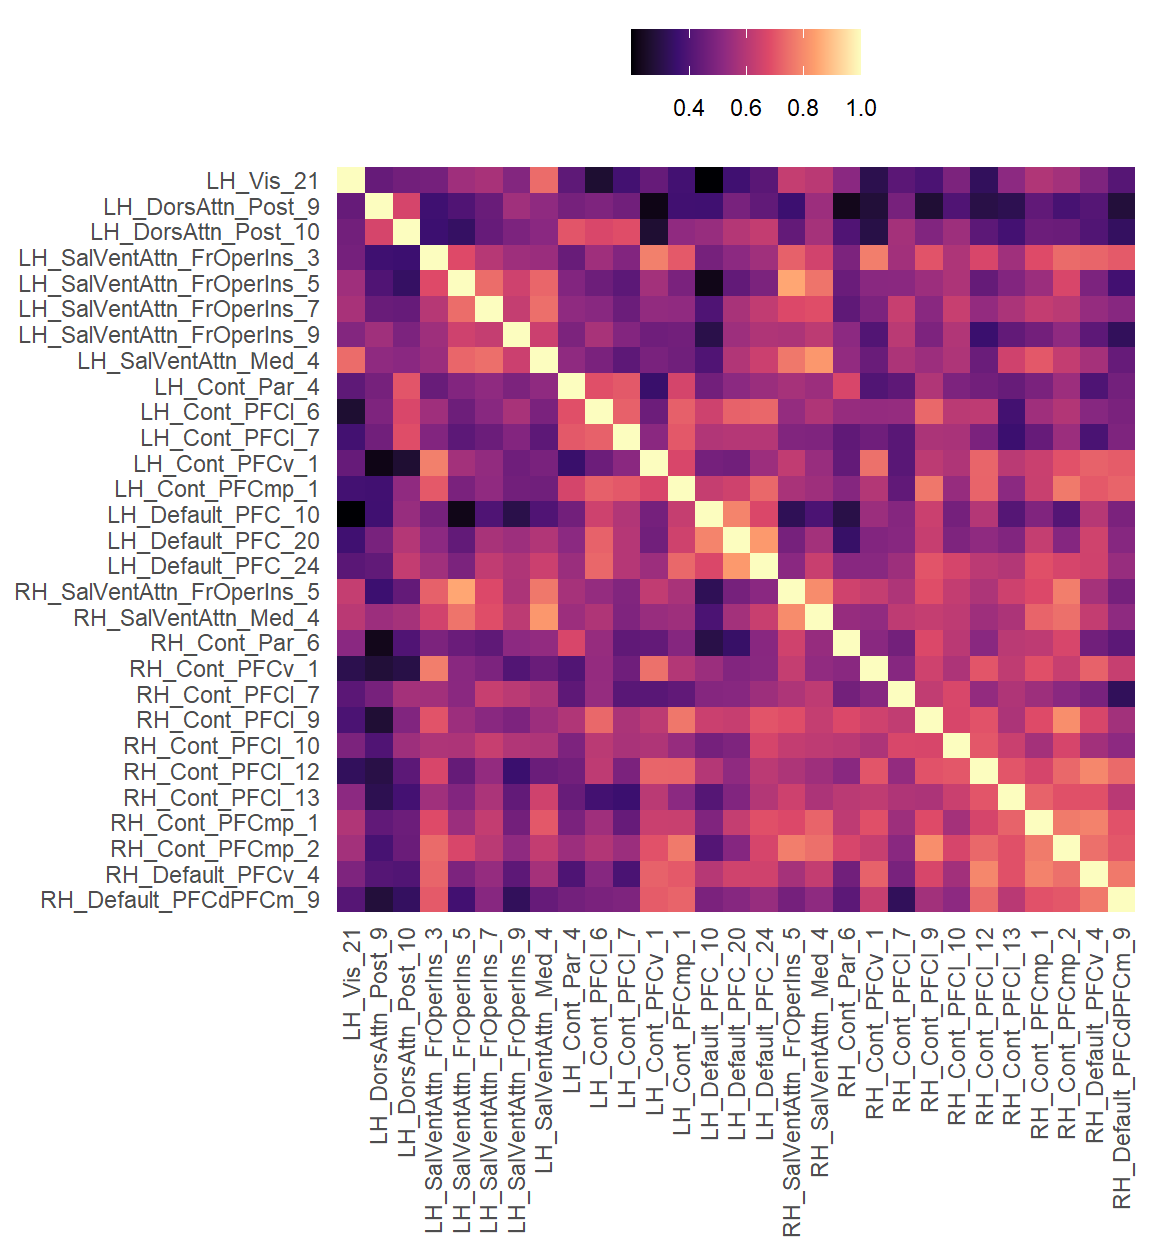 0.4 0.6 0.8 1.0
LH_Vis_21
LH_DorsAttn_Post_9
LH_DorsAttn_Post_10
LH_SalVentAttn_FrOperIns_3
LH_SalVentAttn_FrOperIns_5
LH_SalVentAttn_FrOperIns_7
LH_SalVentAttn_FrOperIns_9
LH_SalVentAttn_Med_4
LH_Cont_Par_4
LH_Cont_PFCl_6
LH_Cont_PFCl_7
LH_Cont_PFCv_1
LH_Cont_PFCmp_1
LH_Default_PFC_10
LH_Default_PFC_20
LH_Default_PFC_24
RH_SalVentAttn_FrOperIns_5
RH_SalVentAttn_Med_4
RH_Cont_Par_6
RH_Cont_PFCv_1
RH_Cont_PFCl_7
RH_Cont_PFCl_9
RH_Cont_PFCl_10
RH_Cont_PFCl_12
RH_Cont_PFCl_13
RH_Cont_PFCmp_1
RH_Cont_PFCmp_2
RH_Default_PFCv_4
RH_Default_PFCdPFCm_9
LH_Vis_21
LH_DorsAttn_Post_9
LH_DorsAttn_Post_10
LH_SalVentAttn_FrOperIns_3
LH_SalVentAttn_FrOperIns_5
LH_SalVentAttn_FrOperIns_7
LH_SalVentAttn_FrOperIns_9
LH_SalVentAttn_Med_4
LH_Cont_Par_4
LH_Cont_PFCl_6
LH_Cont_PFCl_7
LH_Cont_PFCv_1
LH_Cont_PFCmp_1
LH_Default_PFC_10
LH_Default_PFC_20
LH_Default_PFC_24
RH_SalVentAttn_FrOperIns_5
RH_SalVentAttn_Med_4
RH_Cont_Par_6
RH_Cont_PFCv_1
RH_Cont_PFCl_7
RH_Cont_PFCl_9
RH_Cont_PFCl_10
RH_Cont_PFCl_12
RH_Cont_PFCl_13
RH_Cont_PFCmp_1
RH_Cont_PFCmp_2
RH_Default_PFCv_4
RH_Default_PFCdPFCm_9